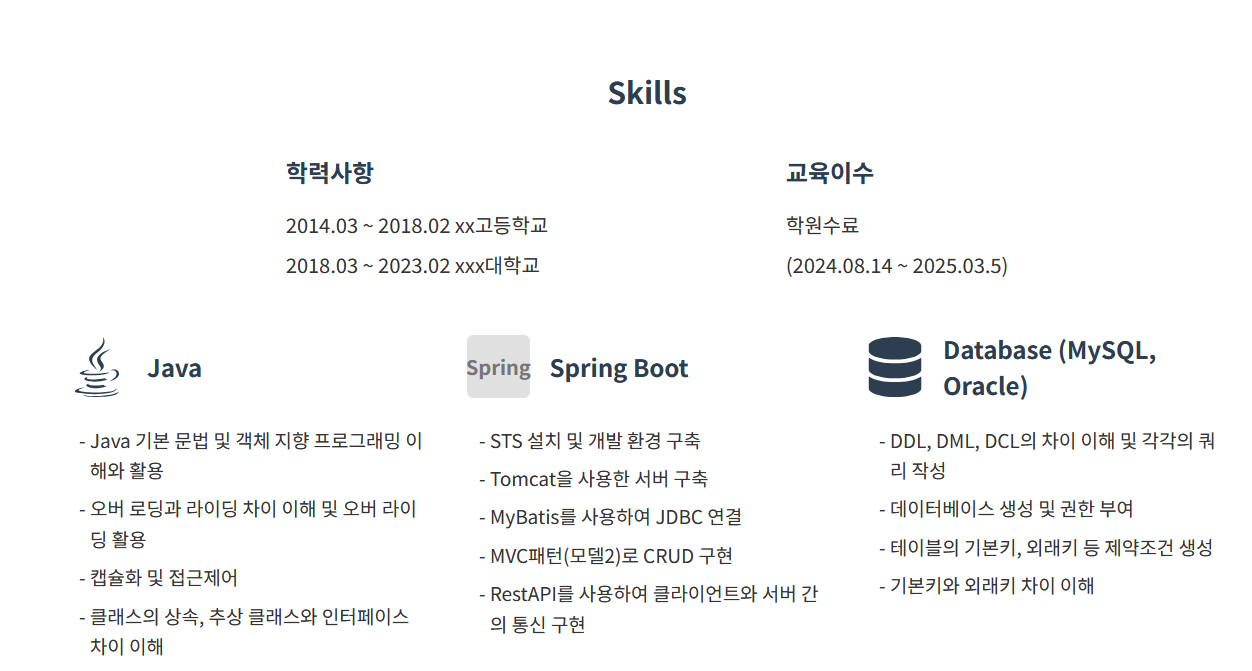 Skills
학력사항
2014.03 ~ 2018.02 xx고등학교
2018.03 ~ 2023.02 xxx대학교
교육이수
학원수료
(2024.08.14 ~ 2025.03.5)
Java
- Java 기본 문법 및 객체 지향 프로그래밍 이
해와 활용
- 오버 로딩과 라이딩 차이 이해 및 오버 라이
딩 활용
- 캡슐화 및 접근제어
- 클래스의 상속, 추상 클래스와 인터페이스
차이 이해
Spring
Spring Boot
- STS 설치 및 개발 환경 구축
- Tomcat을 사용한 서버 구축
- MyBatis를 사용하여 JDBC 연결
- MVC패턴(모델2)로 CRUD 구현
- RestAPI를 사용하여 클라이언트와 서버 간
의 통신 구현
Database (MySQL,
Oracle)
- DDL, DML, DCL의 차이 이해 및 각각의 쿼
리 작성
- 데이터베이스 생성 및 권한 부여
- 테이블의 기본키, 외래키 등 제약조건 생성
- 기본키와 외래키 차이 이해